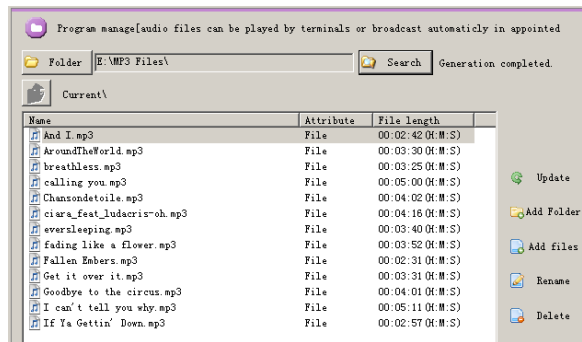 Program manage[audio files can be played by terminals or broadcast automaticly in appointed
Folder E:\MP3 Files\ Search Generation completed.
Current\
Name Attribute File length
And I.mp3 File 00:02:42(H:M:S)
AroundTheWorld.mp3 File 00:03:30(H:M:S)
breathless.mp3 File 00:03:25(H:M:S)
calling you.mp3 File 00:05:00(H:M:S)
Chansondetoile.mp3 File 00:04:02(H:M:S)
ciara_feat_ludacris-oh.mp3 File 00:04:16(H:M:S)
eversleeping.mp3 File 00:03:40(H:M:S)
fading like a flower.mp3 File 00:03:52(H:M:S)
Fallen Embers.mp3 File 00:02:31(H:M:S)
Get it over it.mp3 File 00:03:31(H:M:S)
Goodbye to the circus.mp3 File 00:04:01(H:M:S)
I can't tell you why.mp3 File 00:05:11(H:M:S)
If Ya Gettin' Down.mp3 File 00:02:57(H:M:S)
Update
Add Folder
Add files
Rename
Delete